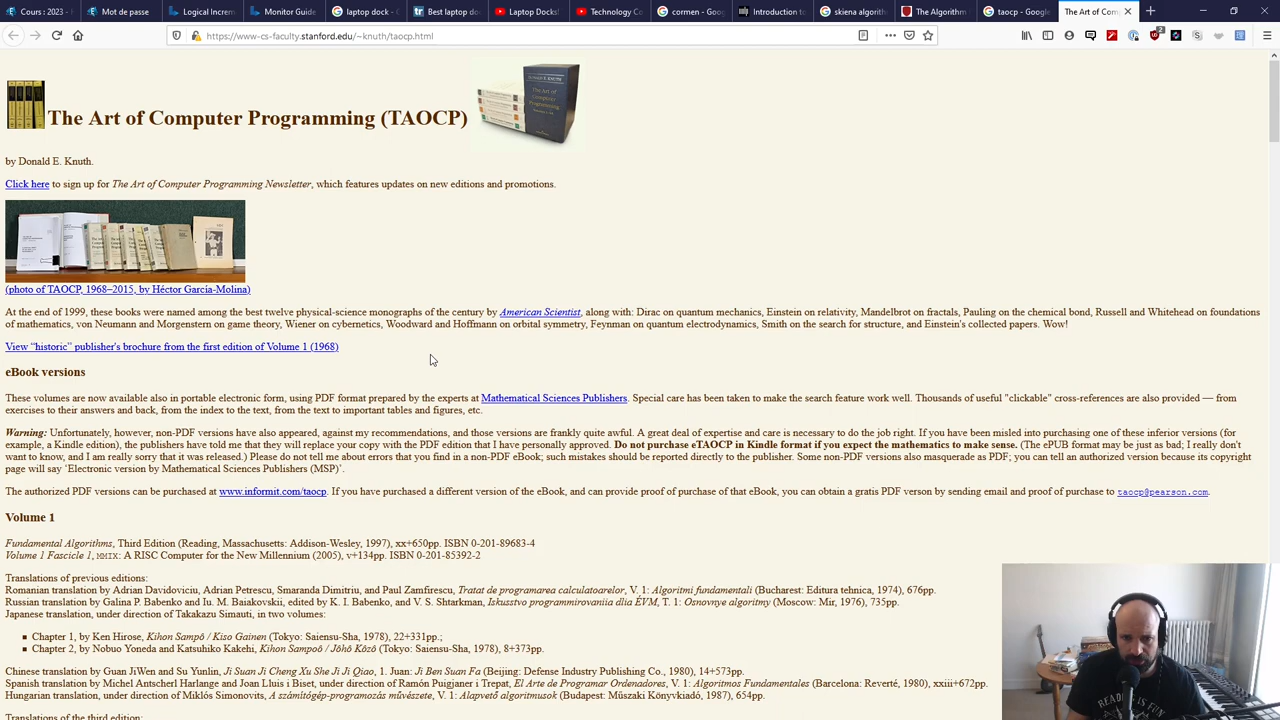 Cours : 2023 -
Mot de passe
Logical Increm
Monitor Guide
laptop dock - G
Best laptop do
Laptop Docks!
Technology Co
cormen - Goog
Introduction to
skiena algorith
The Algorithm
taocp - Google
The Art of Comp
https://www-cs-faculty.stanford.edu/~knuth/taocp.html
The Art of Computer Programming (TAOCP)
by Donald E. Knuth.
Click here to sign up for The Art of Computer Programming Newsletter, which features updates on new editions and promotions.
(photo of TAOCP, 1968–2015, by Héctor García-Molina)
At the end of 1999, these books were named among the best twelve physical-science monographs of the century by American Scientist, along with: Dirac on quantum mechanics, Einstein on relativity, Mandelbrot on fractals, Pauling on the chemical bond, Russell and Whitehead on foundations
of mathematics, von Neumann and Morgenstern on game theory, Wiener on cybernetics, Woodward and Hoffmann on orbital symmetry, Feynman on quantum electrodynamics, Smith on the search for structure, and Einstein's collected papers. Wow!
View “historic” publisher's brochure from the first edition of Volume 1 (1968)
eBook versions
These volumes are now available also in portable electronic form, using PDF format prepared by the experts at Mathematical Sciences Publishers. Special care has been taken to make the search feature work well. Thousands of useful "clickable" cross-references are also provided — from
exercises to their answers and back, from the index to the text, from the text to important tables and figures, etc.
Warning: Unfortunately, however, non-PDF versions have also appeared, against my recommendations, and those versions are frankly quite awful. A great deal of expertise and care is necessary to do the job right. If you have been misled into purchasing one of these inferior versions (for
example, a Kindle edition), the publishers have told me that they will replace your copy with the PDF edition that I have personally approved. Do not purchase eTAOCP in Kindle format if you expect the mathematics to make sense. (The ePUB format may be just as bad; I really don't
want to know, and I am really sorry that it was released.) Please do not tell me about errors that you find in a non-PDF eBook; such mistakes should be reported directly to the publisher. Some non-PDF versions also masquerade as PDF; you can tell an authorized version because its copyright
page will say ‘Electronic version by Mathematical Sciences Publishers (MSP)’.
The authorized PDF versions can be purchased at www.informit.com/taocp. If you have purchased a different version of the eBook, and can provide proof of purchase of that eBook, you can obtain a gratis PDF verson by sending email and proof of purchase to taocp@pearson.com.
Volume 1
Fundamental Algorithms, Third Edition (Reading, Massachusetts: Addison-Wesley, 1997), xx+650pp. ISBN 0-201-89683-4
Volume 1 Fascicle 1, MMIX: A RISC Computer for the New Millennium (2005), v+134pp. ISBN 0-201-85392-2
Translations of previous editions:
Romanian translation by Adrian Davidoviciu, Adrian Petrescu, Smaranda Dimitriu, and Paul Zamfirescu, Tratat de programarea calculatoarelor, V. 1: Algoritmi fundamentali (Bucharest: Editura tehnica, 1974), 676pp.
Russian translation by Galina P. Babenko and Iu. M. Baiakovskii, edited by K. I. Babenko, and V. S. Shtarkman, Iskusstvo programmirovaniia dlia ÉVM, T. 1: Osnovnye algoritmy (Moscow: Mir, 1976), 735pp.
Japanese translation, under direction of Takakazu Simauti, in two volumes:
Chapter 1, by Ken Hirose, Kihon Sampô / Kiso Gainen (Tokyo: Saiensu-Sha, 1978), 22+331pp.;
Chapter 2, by Nobuo Yoneda and Katsuhiko Kakehi, Kihon Sampoô / Jôhô Kôzô (Tokyo: Saiensu-Sha, 1978), 8+373pp.
Chinese translation by Guan JiWen and Su Yunlin, Ji Suan Ji Cheng Xu She Ji Ji Qiao, 1. Juan: Ji Ben Suan Fa (Beijing: Defense Industry Publishing Co., 1980), 14+573pp.
Spanish translation by Michel Antscherl Harlange and Joan Lluis i Biset, under direction of Ramón Puigjaner i Trepat, El Arte de Programar Ordenadores, V. 1: Algoritmos Fundamentales (Barcelona: Reverté, 1980), xxiii+672pp.
Hungarian translation, under direction of Miklós Simonovits, A számítógép-programozás művészete, V. 1: Alapvető algoritmusok (Budapest: Műszaki Könyvkiadó, 1987), 654pp.
Translations of the third edition:
READING IS FUN